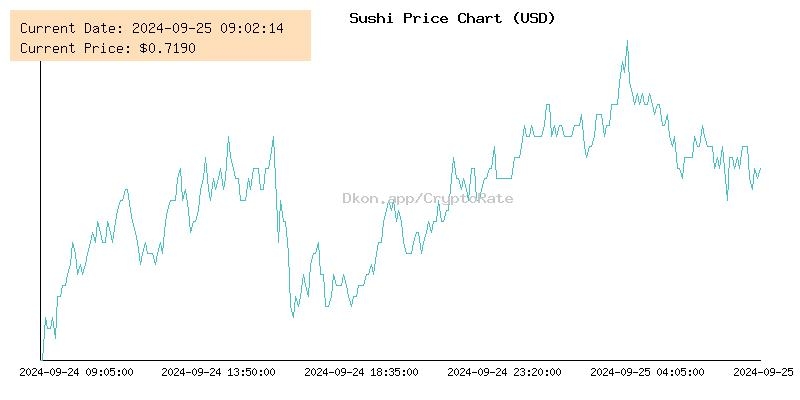 Sushi Price Chart (USD)
Current Date: 2024-09-25 09:02:14
Current Price: $0.7190
Dkon.app/CryptoRate
2024-09-24 09:05:00 2024-09-24 13:50:00 2024-09-24 18:35:00 2024-09-24 23:20:00 2024-09-25 04:05:00 2024-09-25